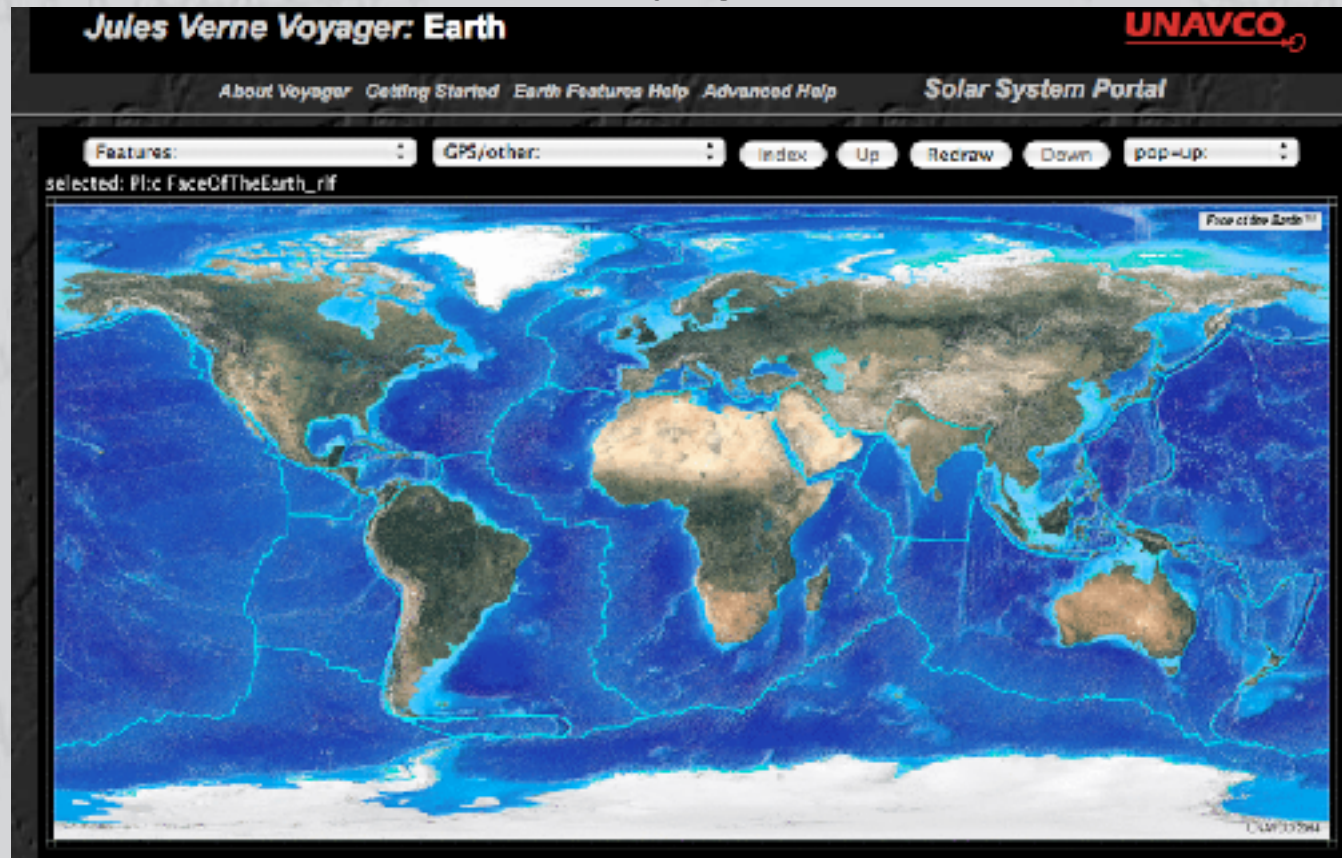 Jules Verne Voyager: Earth
UNAVCO
About Voyager Getting Started Earth Features Help Advanced Help Solar System Portal
Features: GPS/other: Index Up Redraw Down pop-up:
selected: Pl:c FaceOfTheEarth_rlf
Face of the Earth™